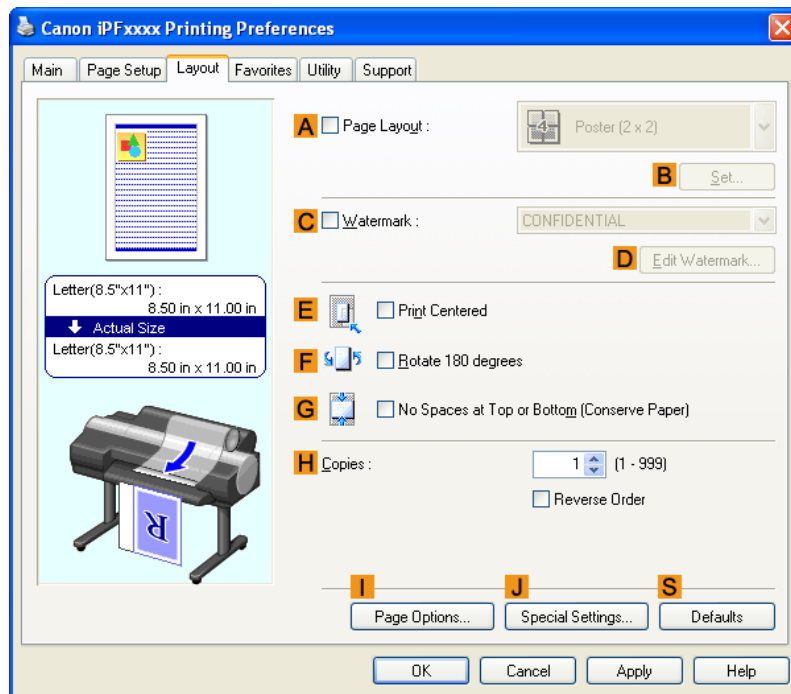 Canon iPFxxxx Printing Preferences
Main Page Setup Layout Favorites Utility Support
A Page Layout : 4 Poster (2 x 2)
B Set...
C Watermark : CONFIDENTIAL
D Edit Watermark...
Letter(8.5"x11") :
8.50 in x 11.00 in
Actual Size
Letter(8.5"x11") :
8.50 in x 11.00 in
E Print Centered
F Rotate 180 degrees
G No Spaces at Top or Bottom (Conserve Paper)
H Copies : 1 (1 - 999)
Reverse Order
R
I J S
Page Options... Special Settings... Defaults
OK Cancel Apply Help